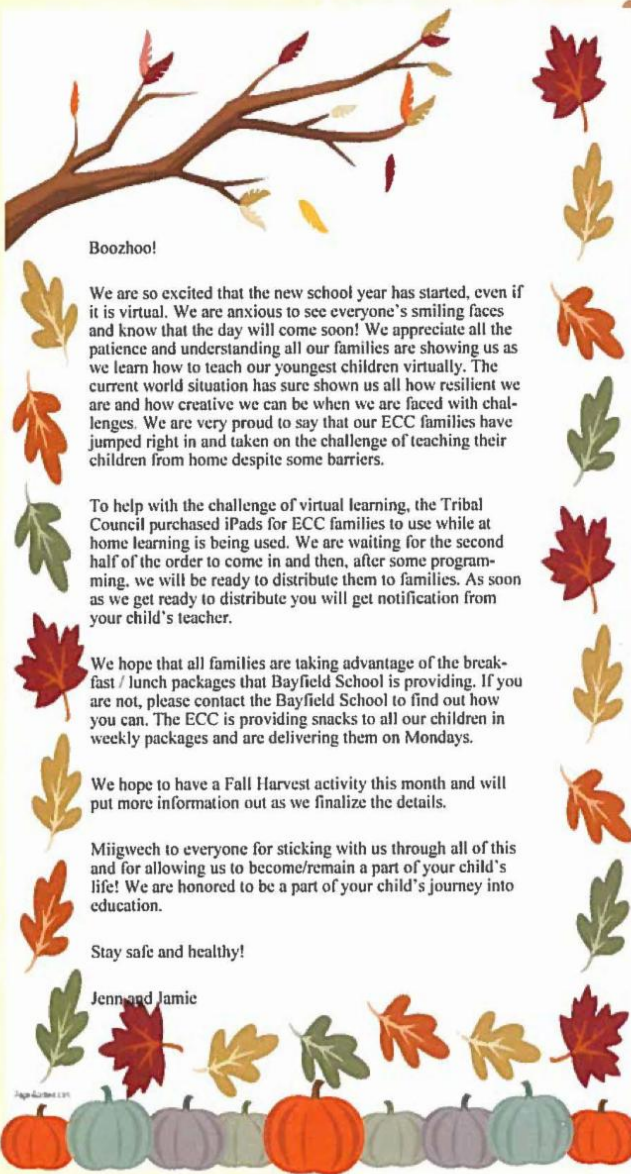 Boozhoo!
We are so excited that the new school year has started, even if
it is virtual. We are anxious to see everyone's smiling faces
and know that the day will come soon! We appreciate all the
patience and understanding all our families are showing us as
we learn how to teach our youngest children virtually. The
current world situation has sure shown us all how resilient we
are and how creative we can be when we are faced with chal-
lenges. We are very proud to say that our ECC families have
jumped right in and taken on the challenge of teaching their
children from home despite some barriers.
To help with the challenge of virtual learning, the Tribal
Council purchased iPads for ECC families to use while at
home learning is being used. We are waiting for the second
half of the order to come in and then, after some program-
ming, we will be ready to distribute them to families. As soon
as we get ready to distribute you will get notification from
your child's teacher.
We hope that all families are taking advantage of the break-
fast / lunch packages that Bayfield School is providing. If you
are not, please contact the Bayfield School to find out how
you can. The ECC is providing snacks to all our children in
weekly packages and are delivering them on Mondays.
We hope to have a Fall Harvest activity this month and will
put more information out as we finalize the details.
Miigwech to everyone for sticking with us through all of this
and for allowing us to become/remain a part of your child's
life! We are honored to be a part of your child's journey into
education.
Stay safe and healthy!
Jenn and Jamie